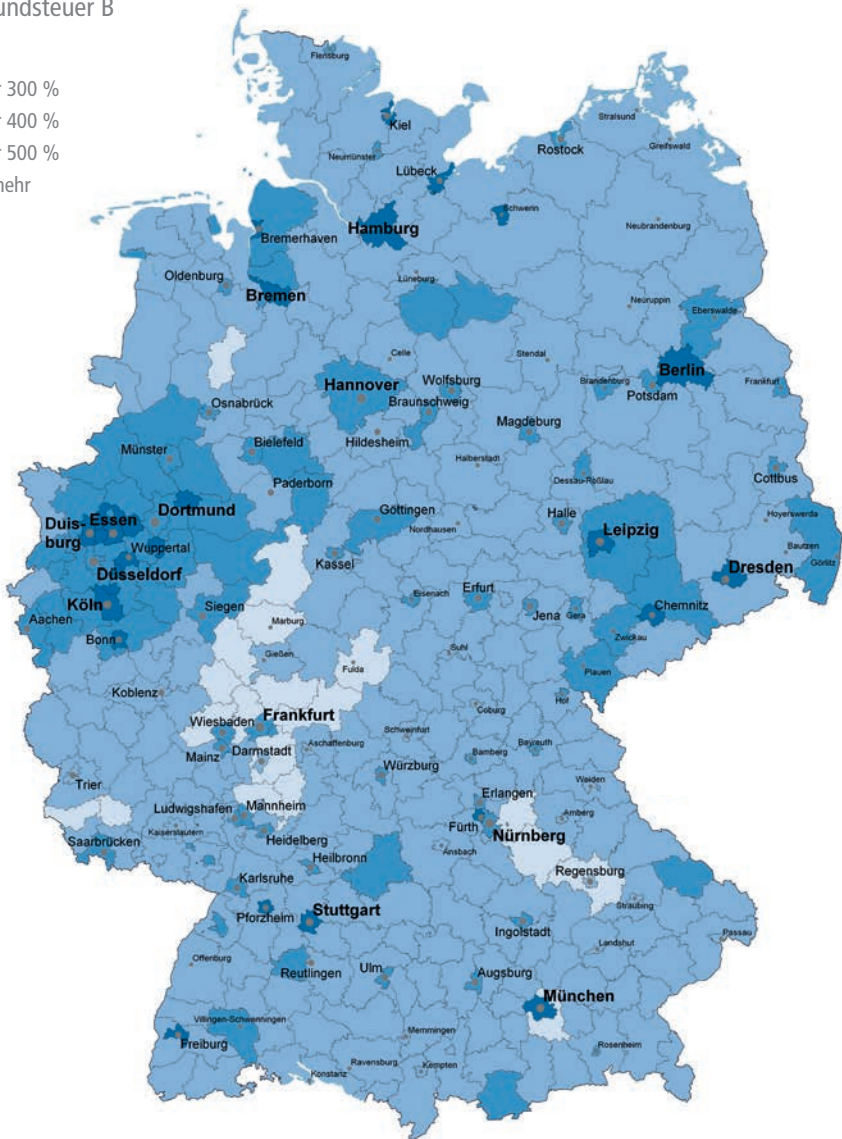 undsteuer B
r 300 %
r 400 %
r 500 %
mehr
Flensburg
Kiel
Stralsund
Greifswald
Rostock
Neumünster
Lübeck
Schwerin
Hamburg
Neubrandenburg
Bremerhaven
Oldenburg
Lüneburg
Bremen
Neuruppin
Eberswalde
Celle
Stendal
Berlin
Hannover
Wolfsburg
Brandenburg
Frankfurt
Potsdam
Osnabrück
Braunschweig
Magdeburg
Münster
Bielefeld
Hildesheim
Halberstadt
Dessau-Roßlau
Cottbus
Paderborn
Dortmund
Göttingen
Halle
Hoyerswerda
Duis-
burg
Essen
Nordhausen
Leipzig
Wuppertal
Bautzen
Kassel
Görlitz
Düsseldorf
Dresden
Eisenach
Erfurt
Köln
Siegen
Jena
Gera
Chemnitz
Aachen
Marburg
Zwickau
Bonn
Gießen
Suhl
Fulda
Plauen
Koblenz
Hof
Frankfurt
Coburg
Wiesbaden
Schweinfurt
Mainz
Darmstadt
Aschaffenburg
Bamberg
Bayreuth
Würzburg
Weiden
Trier
Erlangen
Ludwigshafen
Mannheim
Amberg
Kaiserslautern
Fürth
Nürnberg
Saarbrücken
Heidelberg
Ansbach
Heilbronn
Regensburg
Karlsruhe
Straubing
Pforzheim
Stuttgart
Ingolstadt
Passau
Landshut
Offenburg
Reutlingen
Ulm
Augsburg
München
Villingen-Schwenningen
Memmingen
Freiburg
Rosenheim
Ravensburg
Kempten
Konstanz